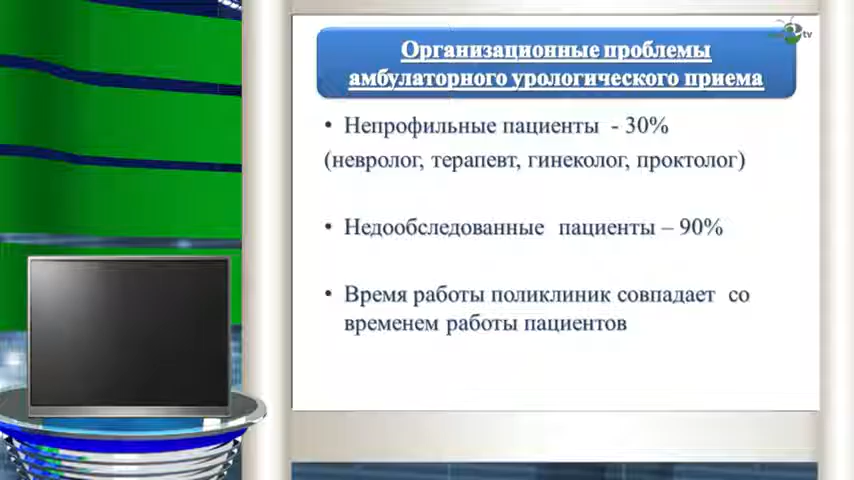 Организационные проблемы
амбулаторного урологического приема
• Непрофильные пациенты - 30%
(невролог, терапевт, гинеколог, проктолог)
• Недообследованные пациенты – 90%
• Время работы поликлиник совпадает со
временем работы пациентов
tv